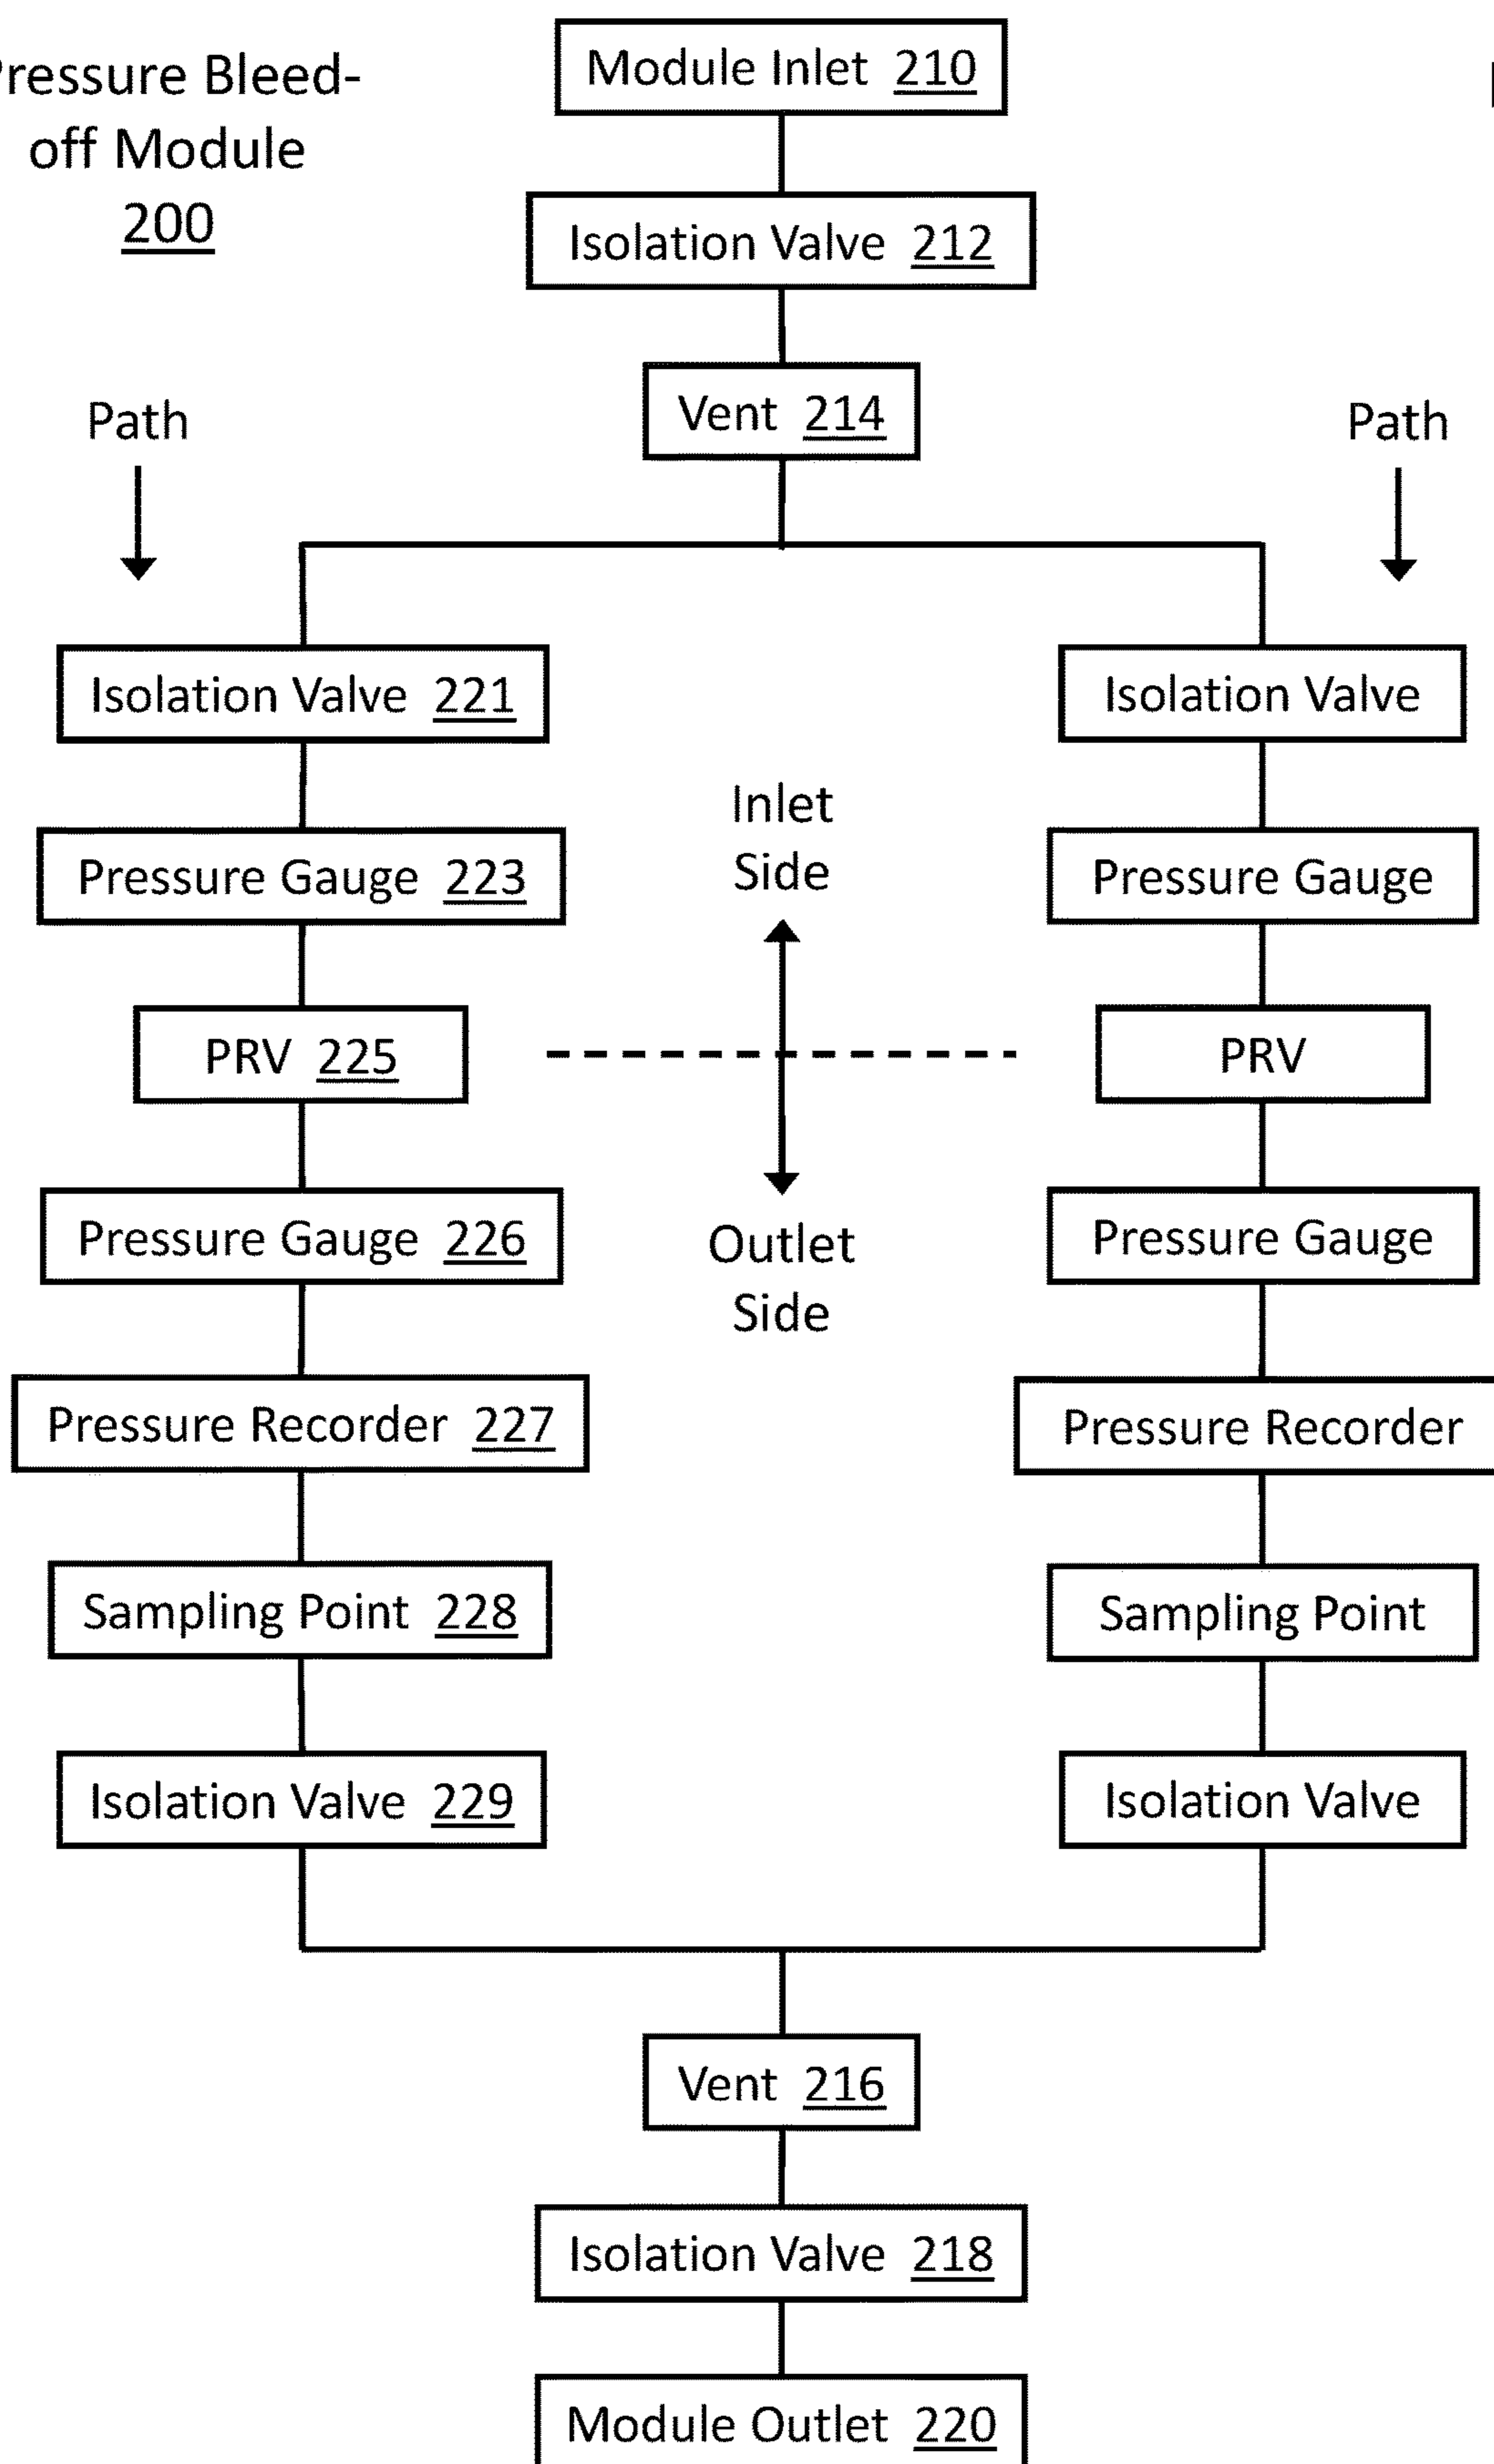 Pressure Bleed-
off Module
200
Module Inlet 210
Isolation Valve 212
Vent 214
Path
Path
Isolation Valve 221
Isolation Valve
Pressure Gauge 223
Inlet
Side
Pressure Gauge
PRV 225
PRV
Pressure Gauge 226
Outlet
Side
Pressure Gauge
Pressure Recorder 227
Pressure Recorder
Sampling Point 228
Sampling Point
Isolation Valve 229
Isolation Valve
Vent 216
Isolation Valve 218
Module Outlet 220